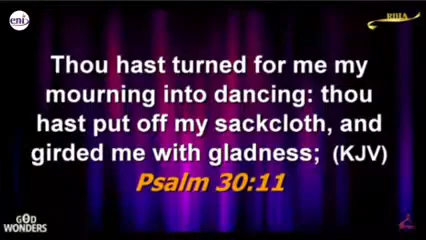 eni
Thou hast turned for me my
mourning into dancing: thou
hast put off my sackcloth, and
girded me with gladness; (KJV)
Psalm 30:11
GOD
WONDERS